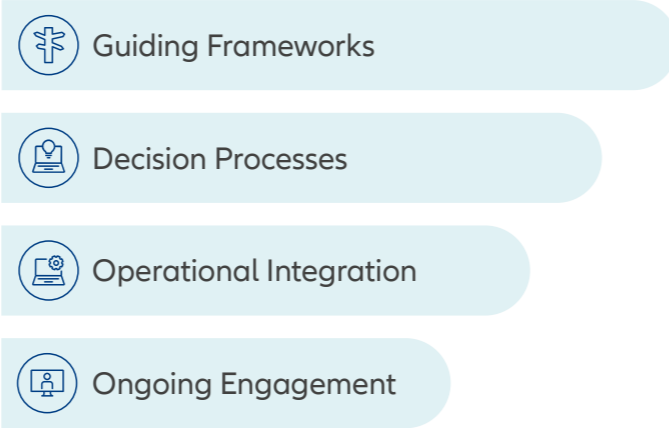 Guiding Frameworks
Decision Processes
Operational Integration
Ongoing Engagement